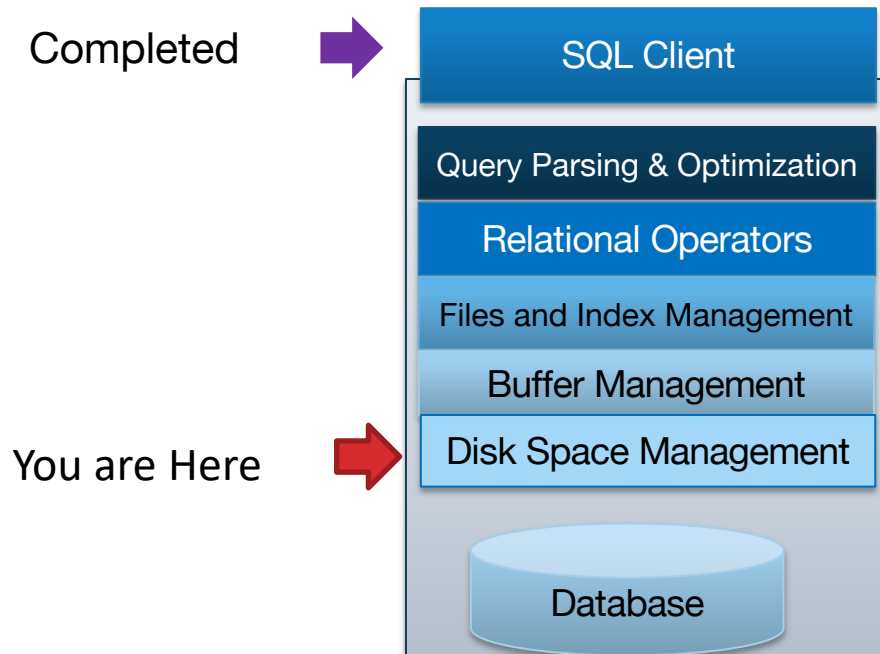 Completed
SQL Client
Query Parsing & Optimization
Relational Operators
Files and Index Management
Buffer Management
You are Here
Disk Space Management
Database